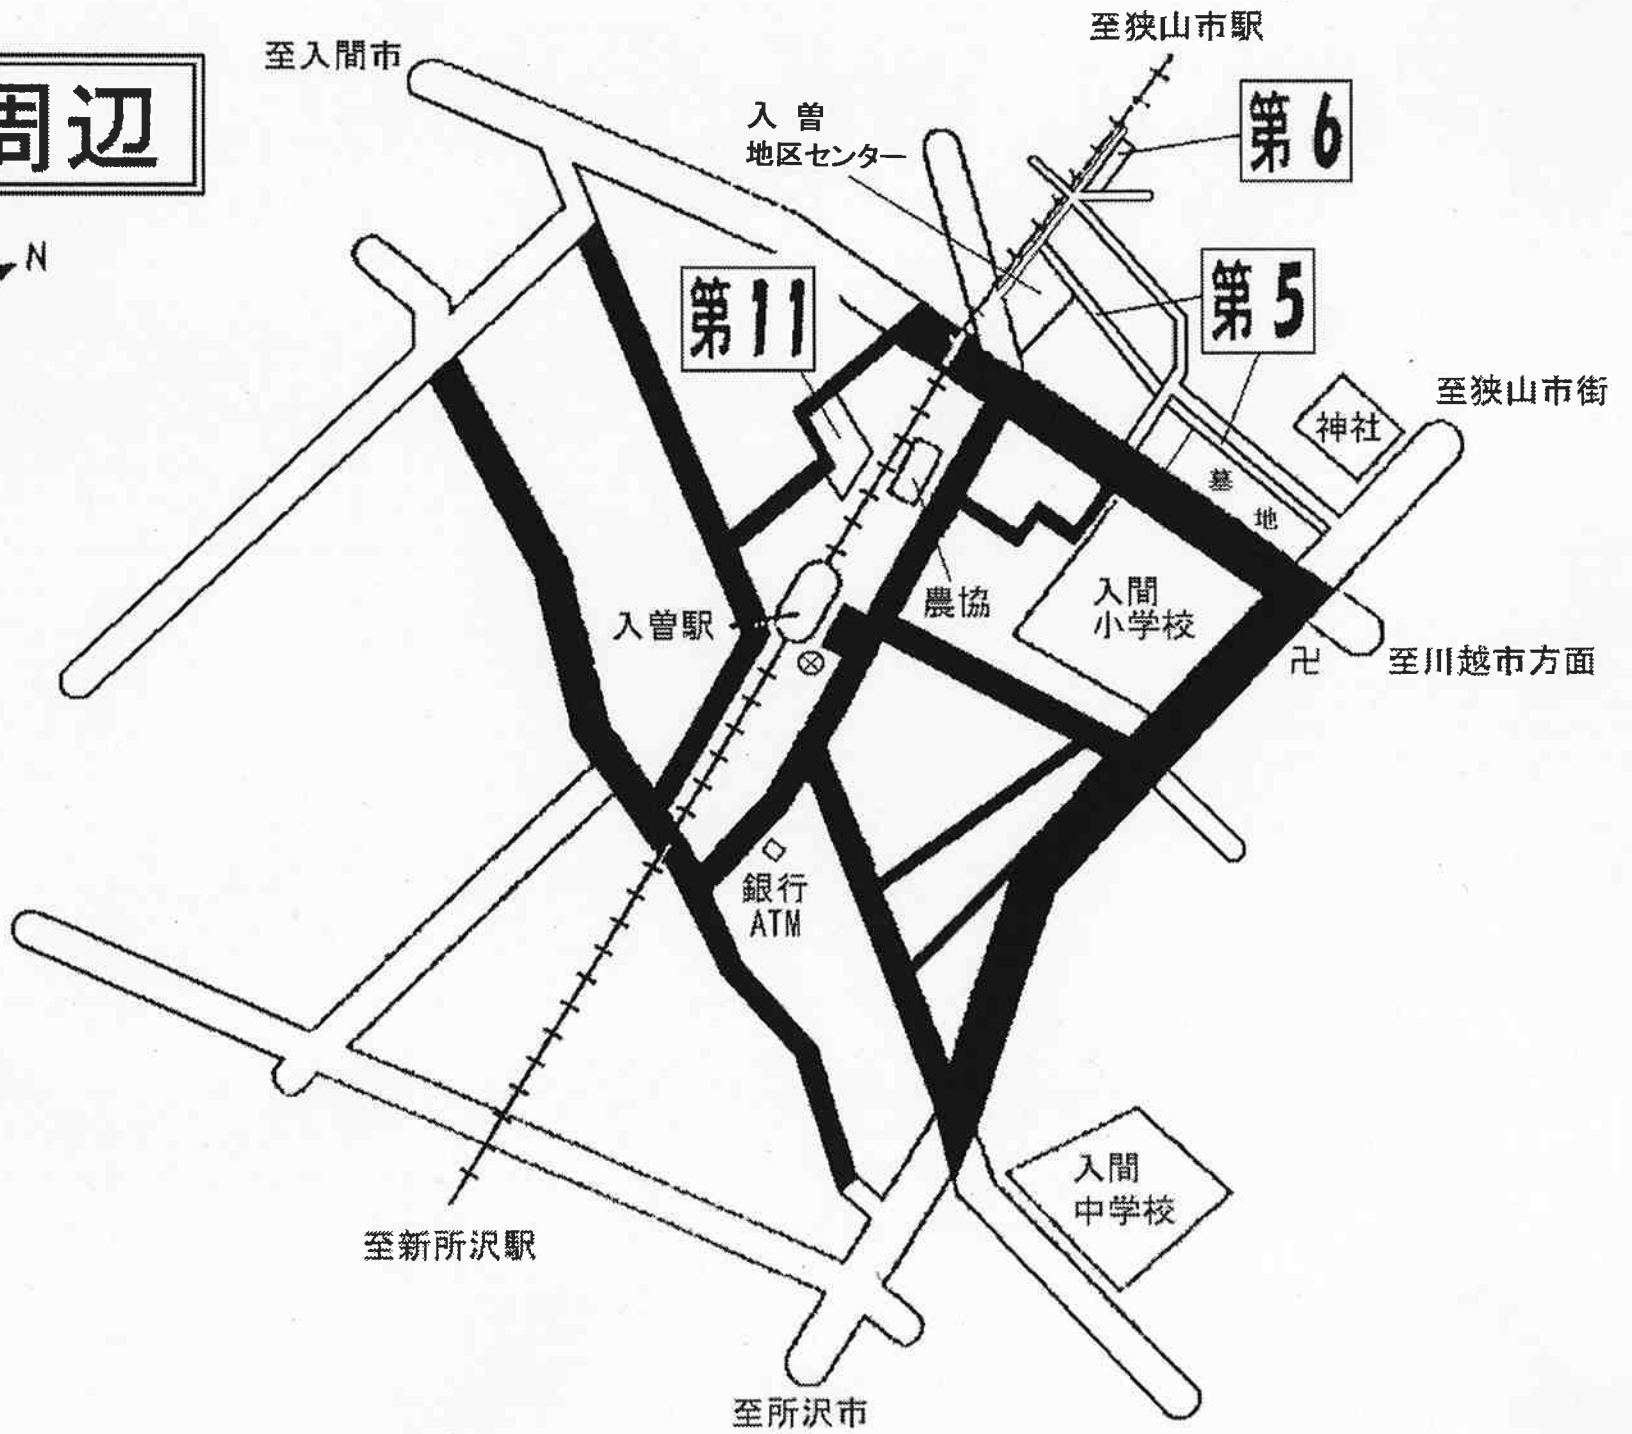 至狭山市駅
至入間市
周辺
入曽
地区センター
第6
N
第11
第5
至狭山市街
神社
墓
地
入曽駅
農協
入間
小学校
卍
至川越市方面
銀行
ATM
入間
中学校
至新所沢駅
至所沢市